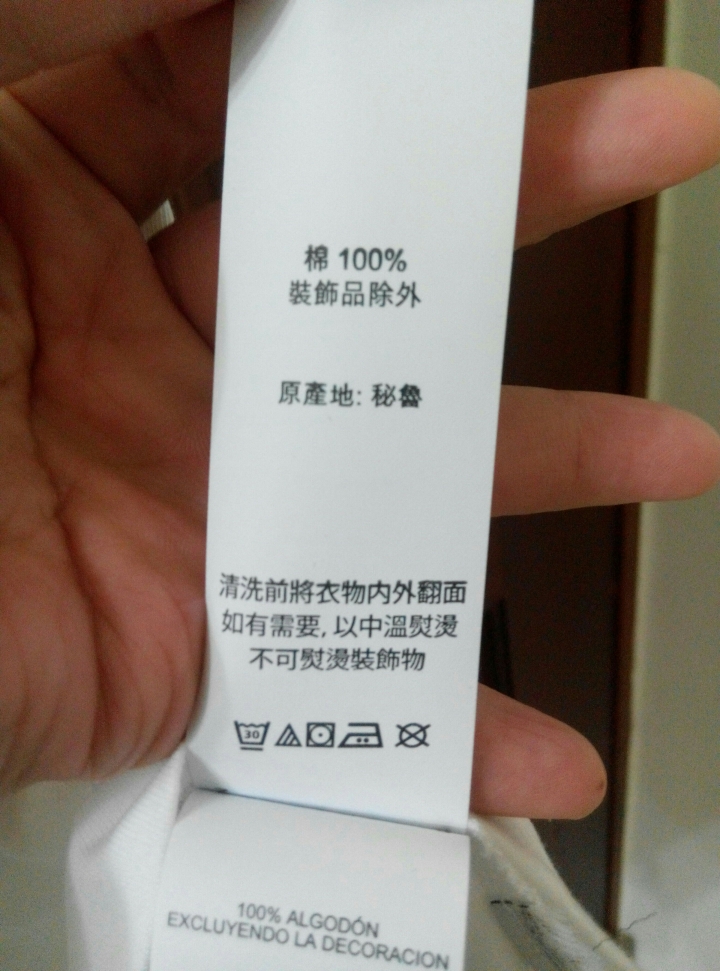 棉 100%
裝飾品除外
原產地: 秘魯
清洗前將衣物内外翻面
如有需要, 以中溫熨燙
不可熨燙裝飾物
30
100% ALGODÓN
EXCLUYENDO LA DECORACION